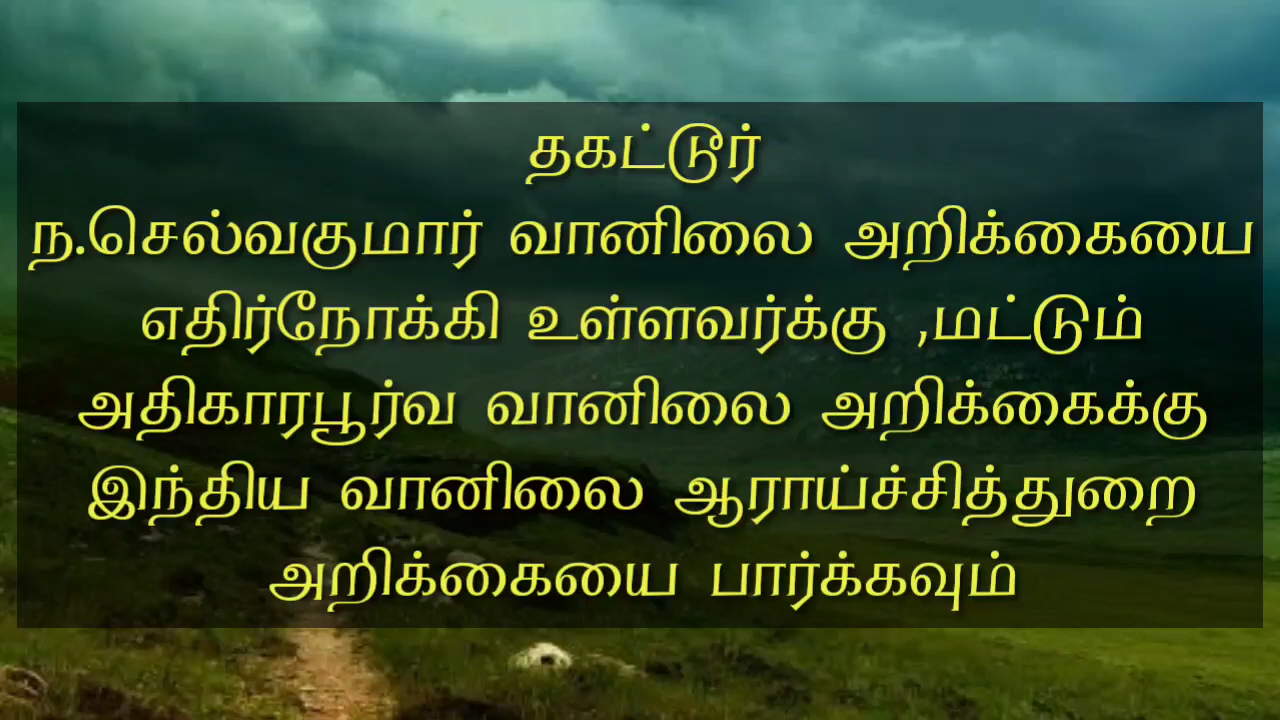 தகட்டூர்
ந.செல்வகுமார் வானிலை அறிக்கையை
எதிர்நோக்கி உள்ளவர்க்கு ,மட்டும்
அதிகாரபூர்வ வானிலை அறிக்கைக்கு
இந்திய வானிலை ஆராய்ச்சித்துறை
அறிக்கையை பார்க்கவும்